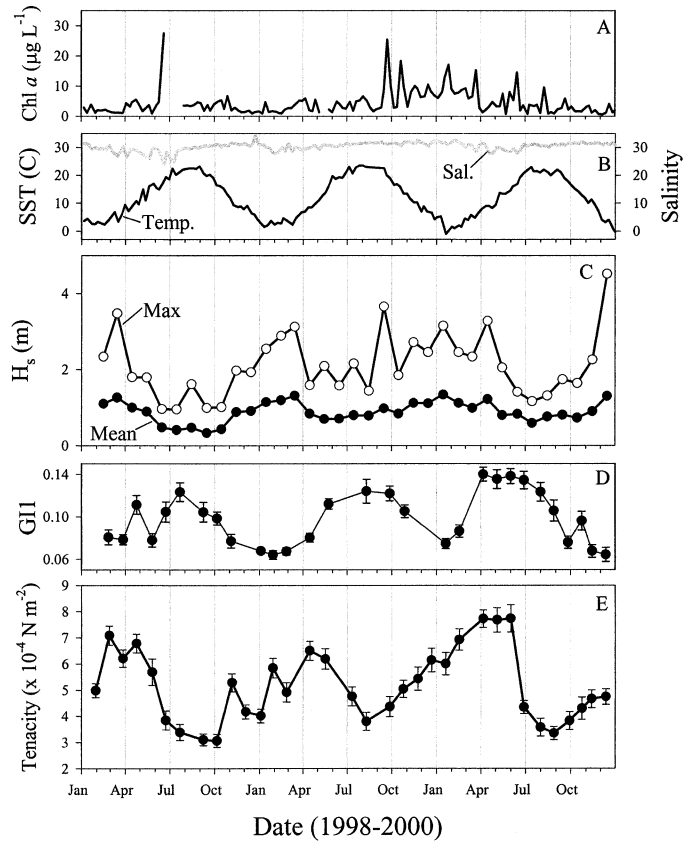 A
Chl a (µg L⁻¹)
30
20
10
0
B
SST (C)
30
20
10
0
Sal.
Temp.
30
20
10
0
Salinity
C
Hs (m)
4
2
0
Max
Mean
D
GI1
0.14
0.10
0.06
E
Tenacity (x 10⁻⁴ N m⁻²)
9
8
7
6
5
4
3
2
Jan Apr Jul Oct Jan Apr Jul Oct Jan Apr Jul Oct
Date (1998-2000)